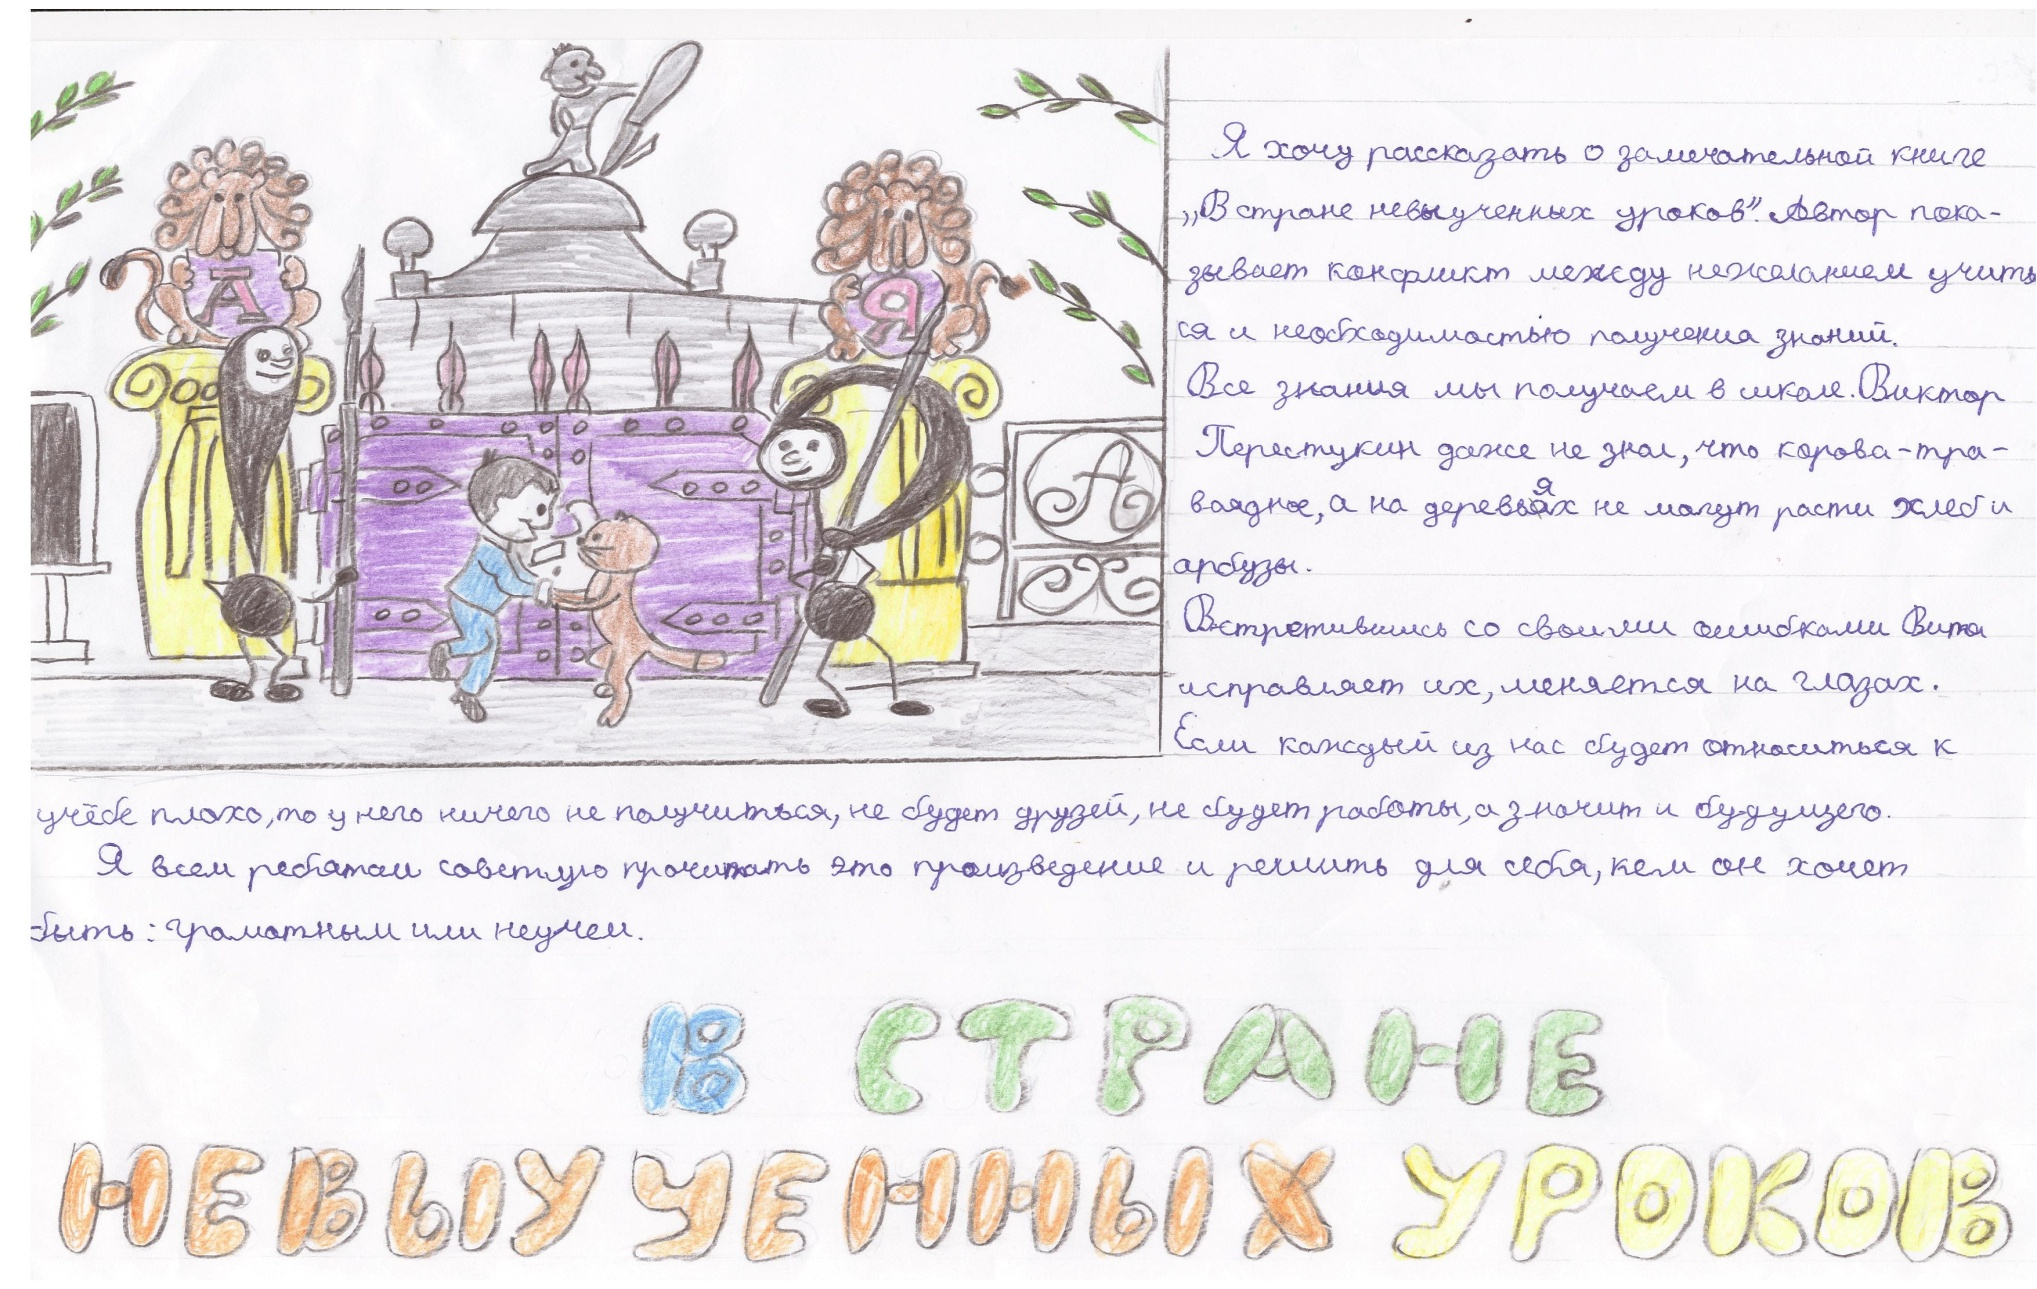 А
Я
А
Я хочу рассказать о замечательной книге
„В стране невыученных уроков". Автор пока-
зывает конфликт между нежеланием учить
ся и необходимостью получения знаний.
Все знания мы получаем в школе. Виктор
Перестукин даже не знал, что корова-тра-
воядное, а на деревьях не могут расти хлеб и
арбузы.
Встретившись со своими ошибками Витя
исправляет их, меняется на глазах.
Если каждый из нас будет относиться к
учёбе плохо, то у него ничего не получиться, не будет друзей, не будет работы, а значит и будущего.
Я всем ребятам советую прочитать это произведение и решить для себя, кем он хочет
быть: грамотным или неучем.
В СТРАНЕ
НЕВЫУЧЕННЫХ УРОКОВ